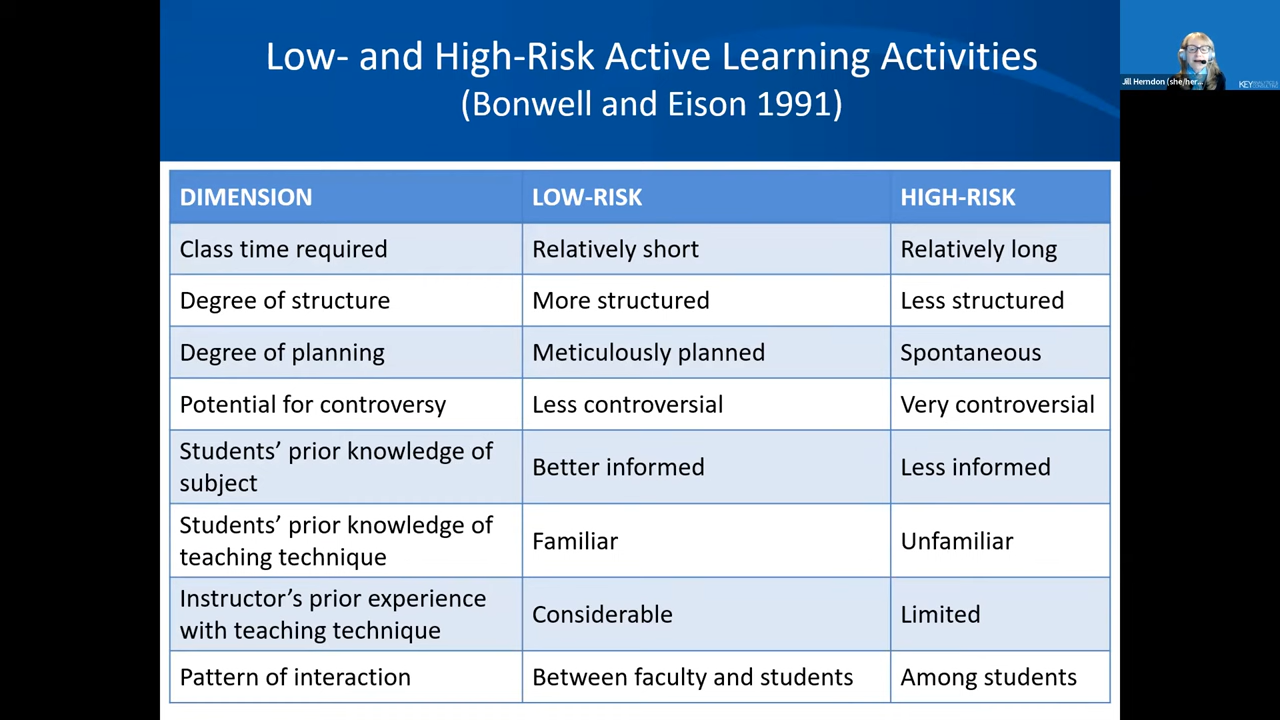 Low- and High-Risk Active Learning Activities
(Bonwell and Eison 1991)
Jill Herndon (she/her...
KEY
DIMENSION LOW-RISK HIGH-RISK
Class time required Relatively short Relatively long
Degree of structure More structured Less structured
Degree of planning Meticulously planned Spontaneous
Potential for controversy Less controversial Very controversial
Students’ prior knowledge of
subject Better informed Less informed
Students’ prior knowledge of
teaching technique Familiar Unfamiliar
Instructor’s prior experience
with teaching technique Considerable Limited
Pattern of interaction Between faculty and students Among students